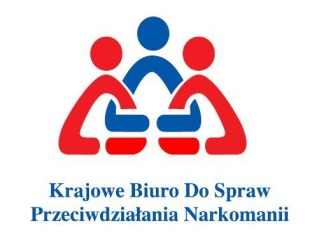 Krajowe Biuro Do Spraw
Przeciwdziałania Narkomanii